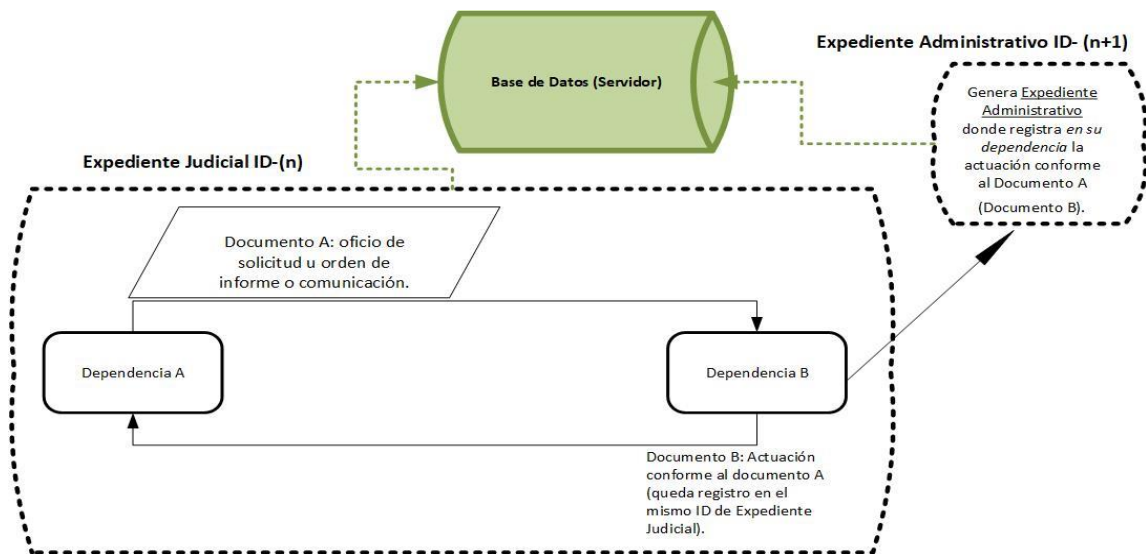 Expediente Administrativo ID- (n+1)
Base de Datos (Servidor)
Genera Expediente
Administrativo
donde registra en su
dependencia la
actuación conforme
al Documento A
(Documento B).
Expediente Judicial ID-(n)
Documento A: oficio de
solicitud u orden de
informe o comunicación.
Dependencia A
Dependencia B
Documento B: Actuación
conforme al documento A
(queda registro en el
mismo ID de Expediente
Judicial).